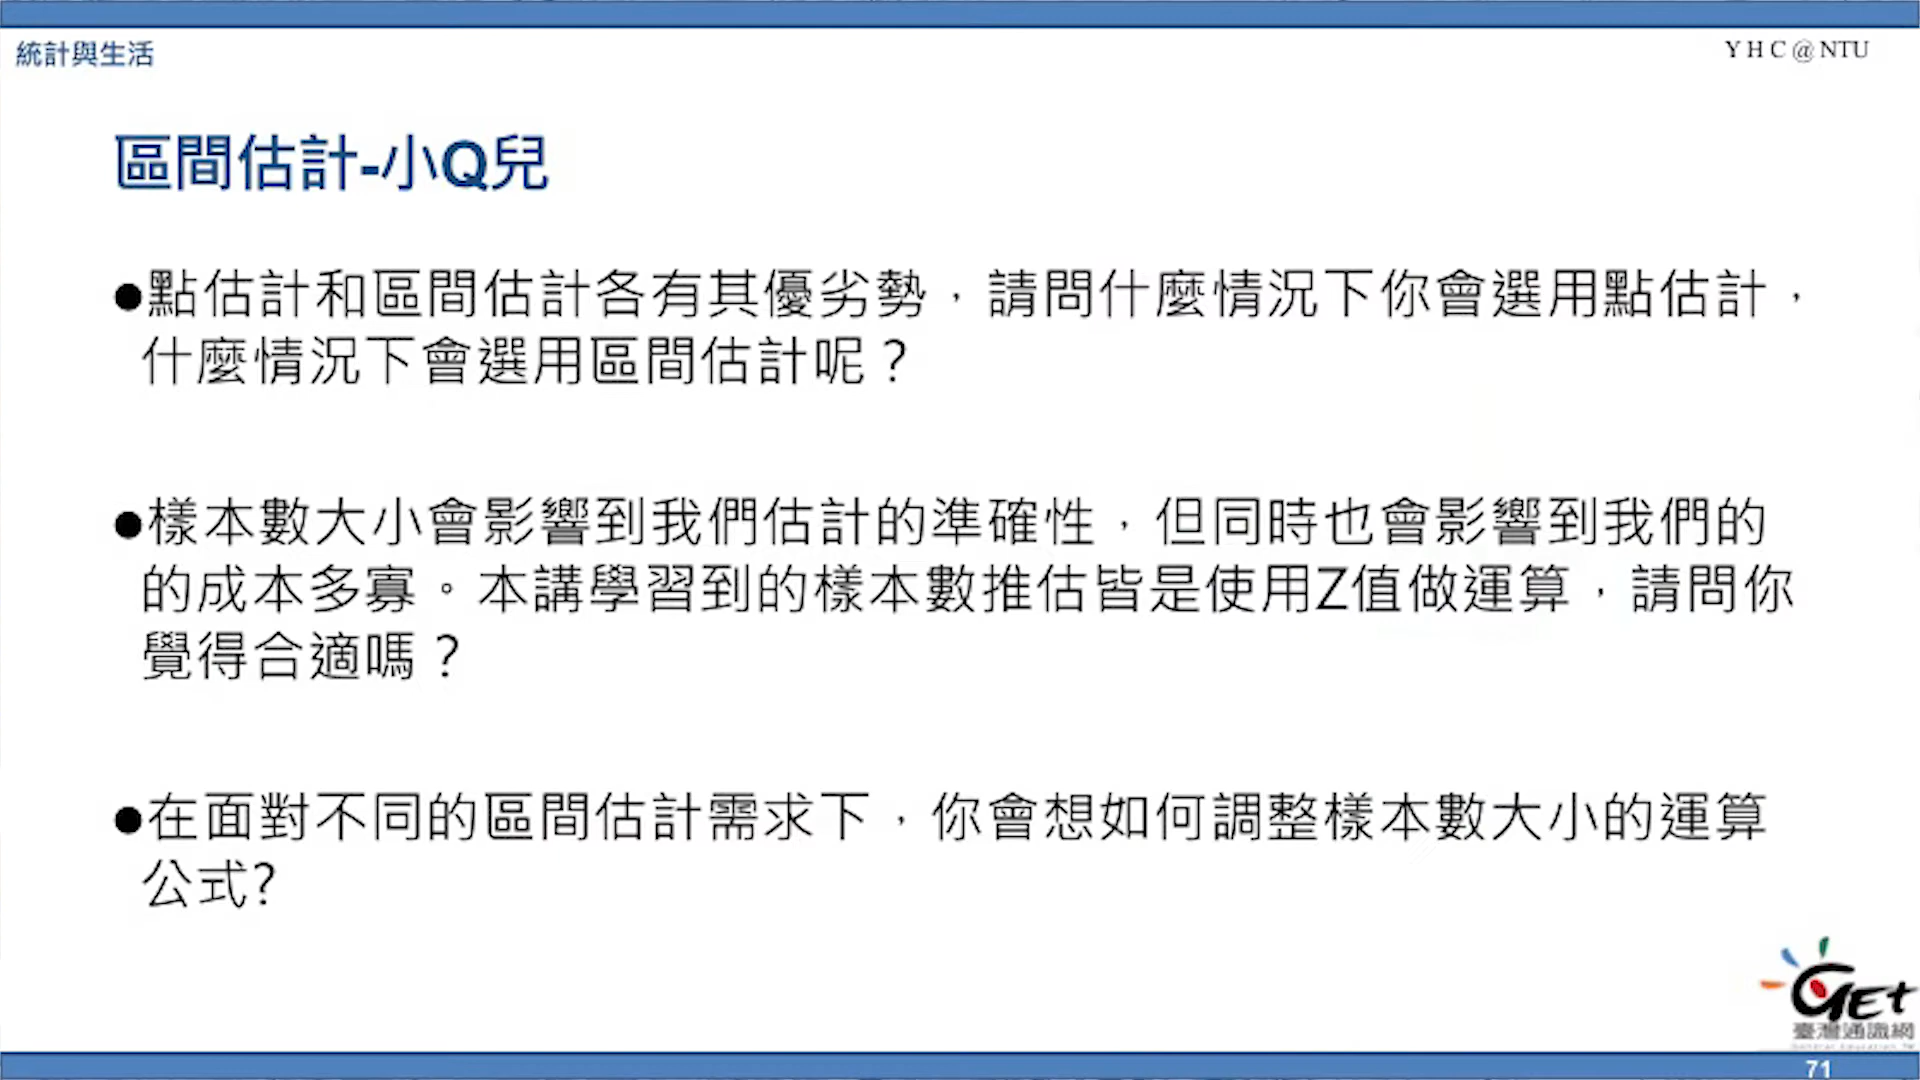 統計與生活
Y H C @ NTU
區間估計-小Q兒
●點估計和區間估計各有其優劣勢，請問什麼情況下你會選用點估計，
什麼情況下會選用區間估計呢？
●樣本數大小會影響到我們估計的準確性，但同時也會影響到我們的
的成本多寡。本講學習到的樣本數推估皆是使用Z值做運算，請問你
覺得合適嗎？
●在面對不同的區間估計需求下，你會想如何調整樣本數大小的運算
公式?
GEt
臺灣通識網
71